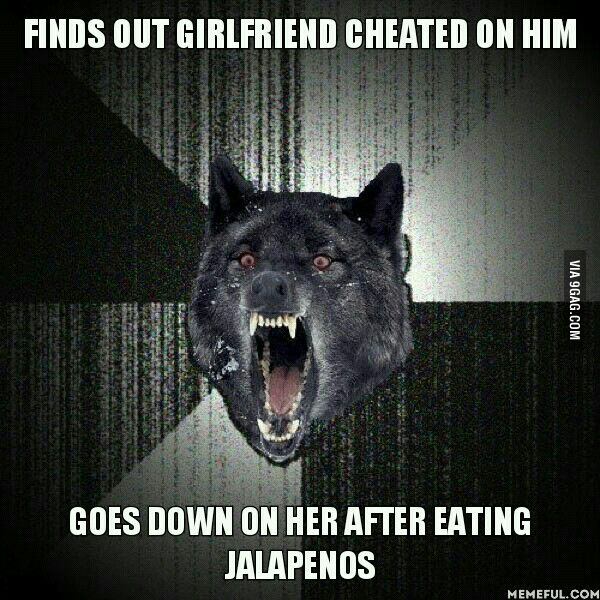 FINDS OUT GIRLFRIEND CHEATED ON HIM
VIA 9GAG.COM
GOES DOWN ON HER AFTER EATING
JALAPENOS
MEMEFUL.COM